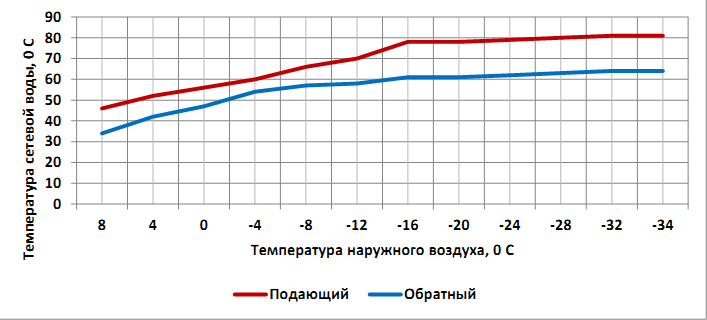 Температура сетевой воды, 0 С
90
80
70
60
50
40
30
20
10
0
8 4 0 -4 -8 -12 -16 -20 -24 -28 -32 -34
Температура наружного воздуха, 0 С
Подающий Обратный